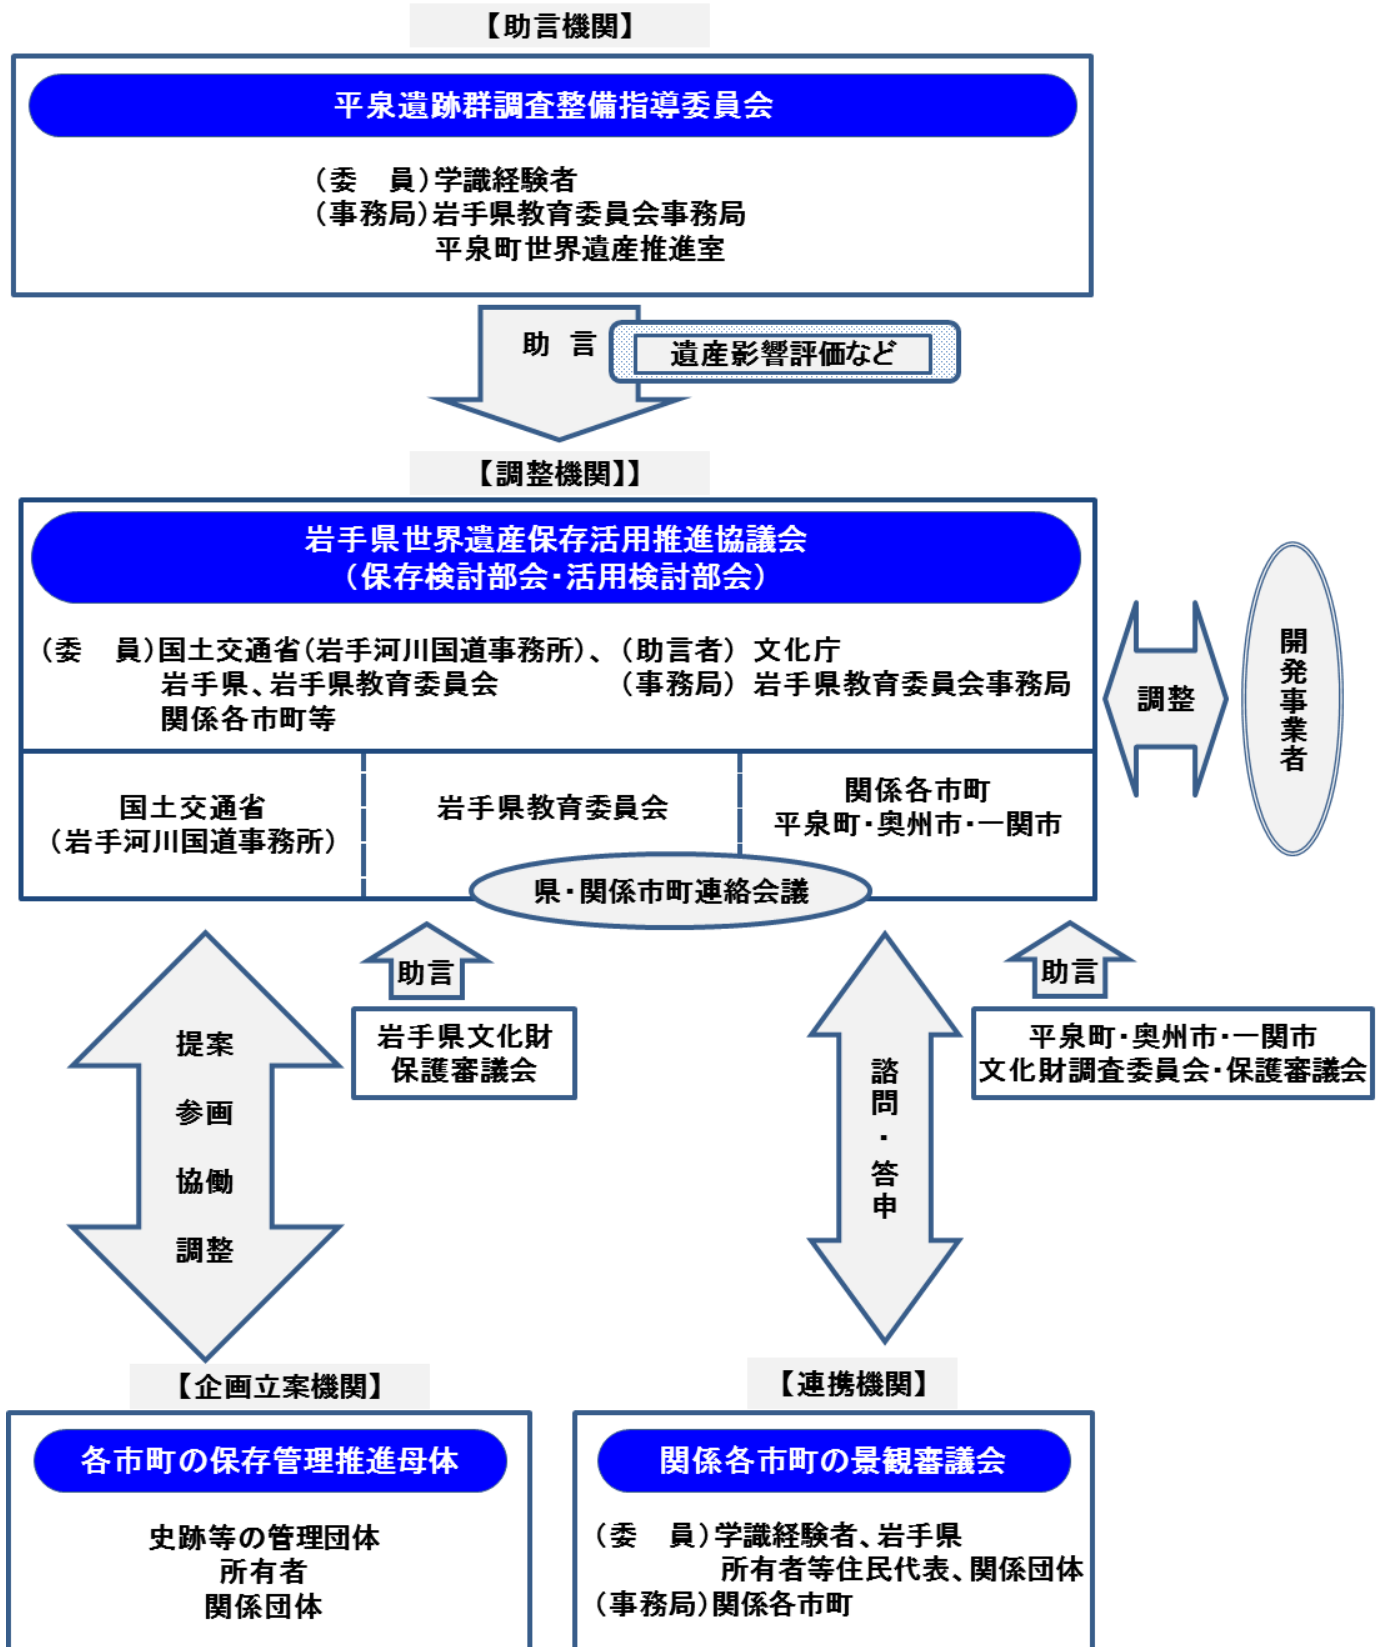 【助言機関】
平泉遺跡群調査整備指導委員会
（委　員）学識経験者
（事務局）岩手県教育委員会事務局
平泉町世界遺産推進室
助 言
遺産影響評価など
【調整機関】】
岩手県世界遺産保存活用推進協議会
（保存検討部会・活用検討部会）
（委　員）国土交通省（岩手河川国道事務所）、（助言者） 文化庁
岩手県、岩手県教育委員会 （事務局） 岩手県教育委員会事務局
関係各市町等
調整
開発事業者
国土交通省
（岩手河川国道事務所）
岩手県教育委員会
関係各市町
平泉町・奥州市・一関市
県・関係市町連絡会議
助言
岩手県文化財
保護審議会
助言
平泉町・奥州市・一関市
文化財調査委員会・保護審議会
提案
参画
協働
調整
諮問・答申
【企画立案機関】
各市町の保存管理推進母体
史跡等の管理団体
所有者
関係団体
【連携機関】
関係各市町の景観審議会
（委　員）学識経験者、岩手県
所有者等住民代表、関係団体
（事務局）関係各市町